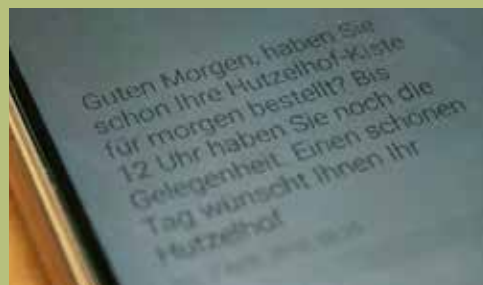 Guten Morgen, haben Sie
schon Ihre Hutzelhof-Kiste
für morgen bestellt? Bis
12 Uhr haben Sie noch die
Gelegenheit. Einen schönen
Tag wünscht Ihnen Ihr
Hutzelhof